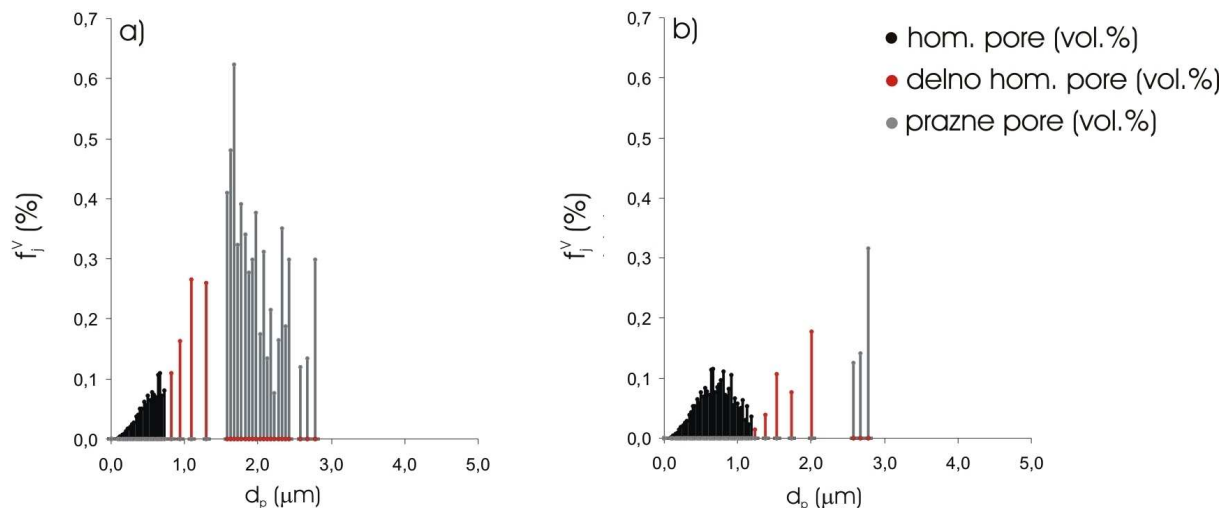 a)
0,7
0,6
0,5
0,4
0,3
0,2
0,1
0,0
f_j^V (%)
0,0 1,0 2,0 3,0 4,0 5,0
d_p (μm)
b)
0,7
0,6
0,5
0,4
0,3
0,2
0,1
0,0
f_j^V (%)
0,0 1,0 2,0 3,0 4,0 5,0
d_p (μm)
hom. pore (vol.%)
delno hom. pore (vol.%)
prazne pore (vol.%)